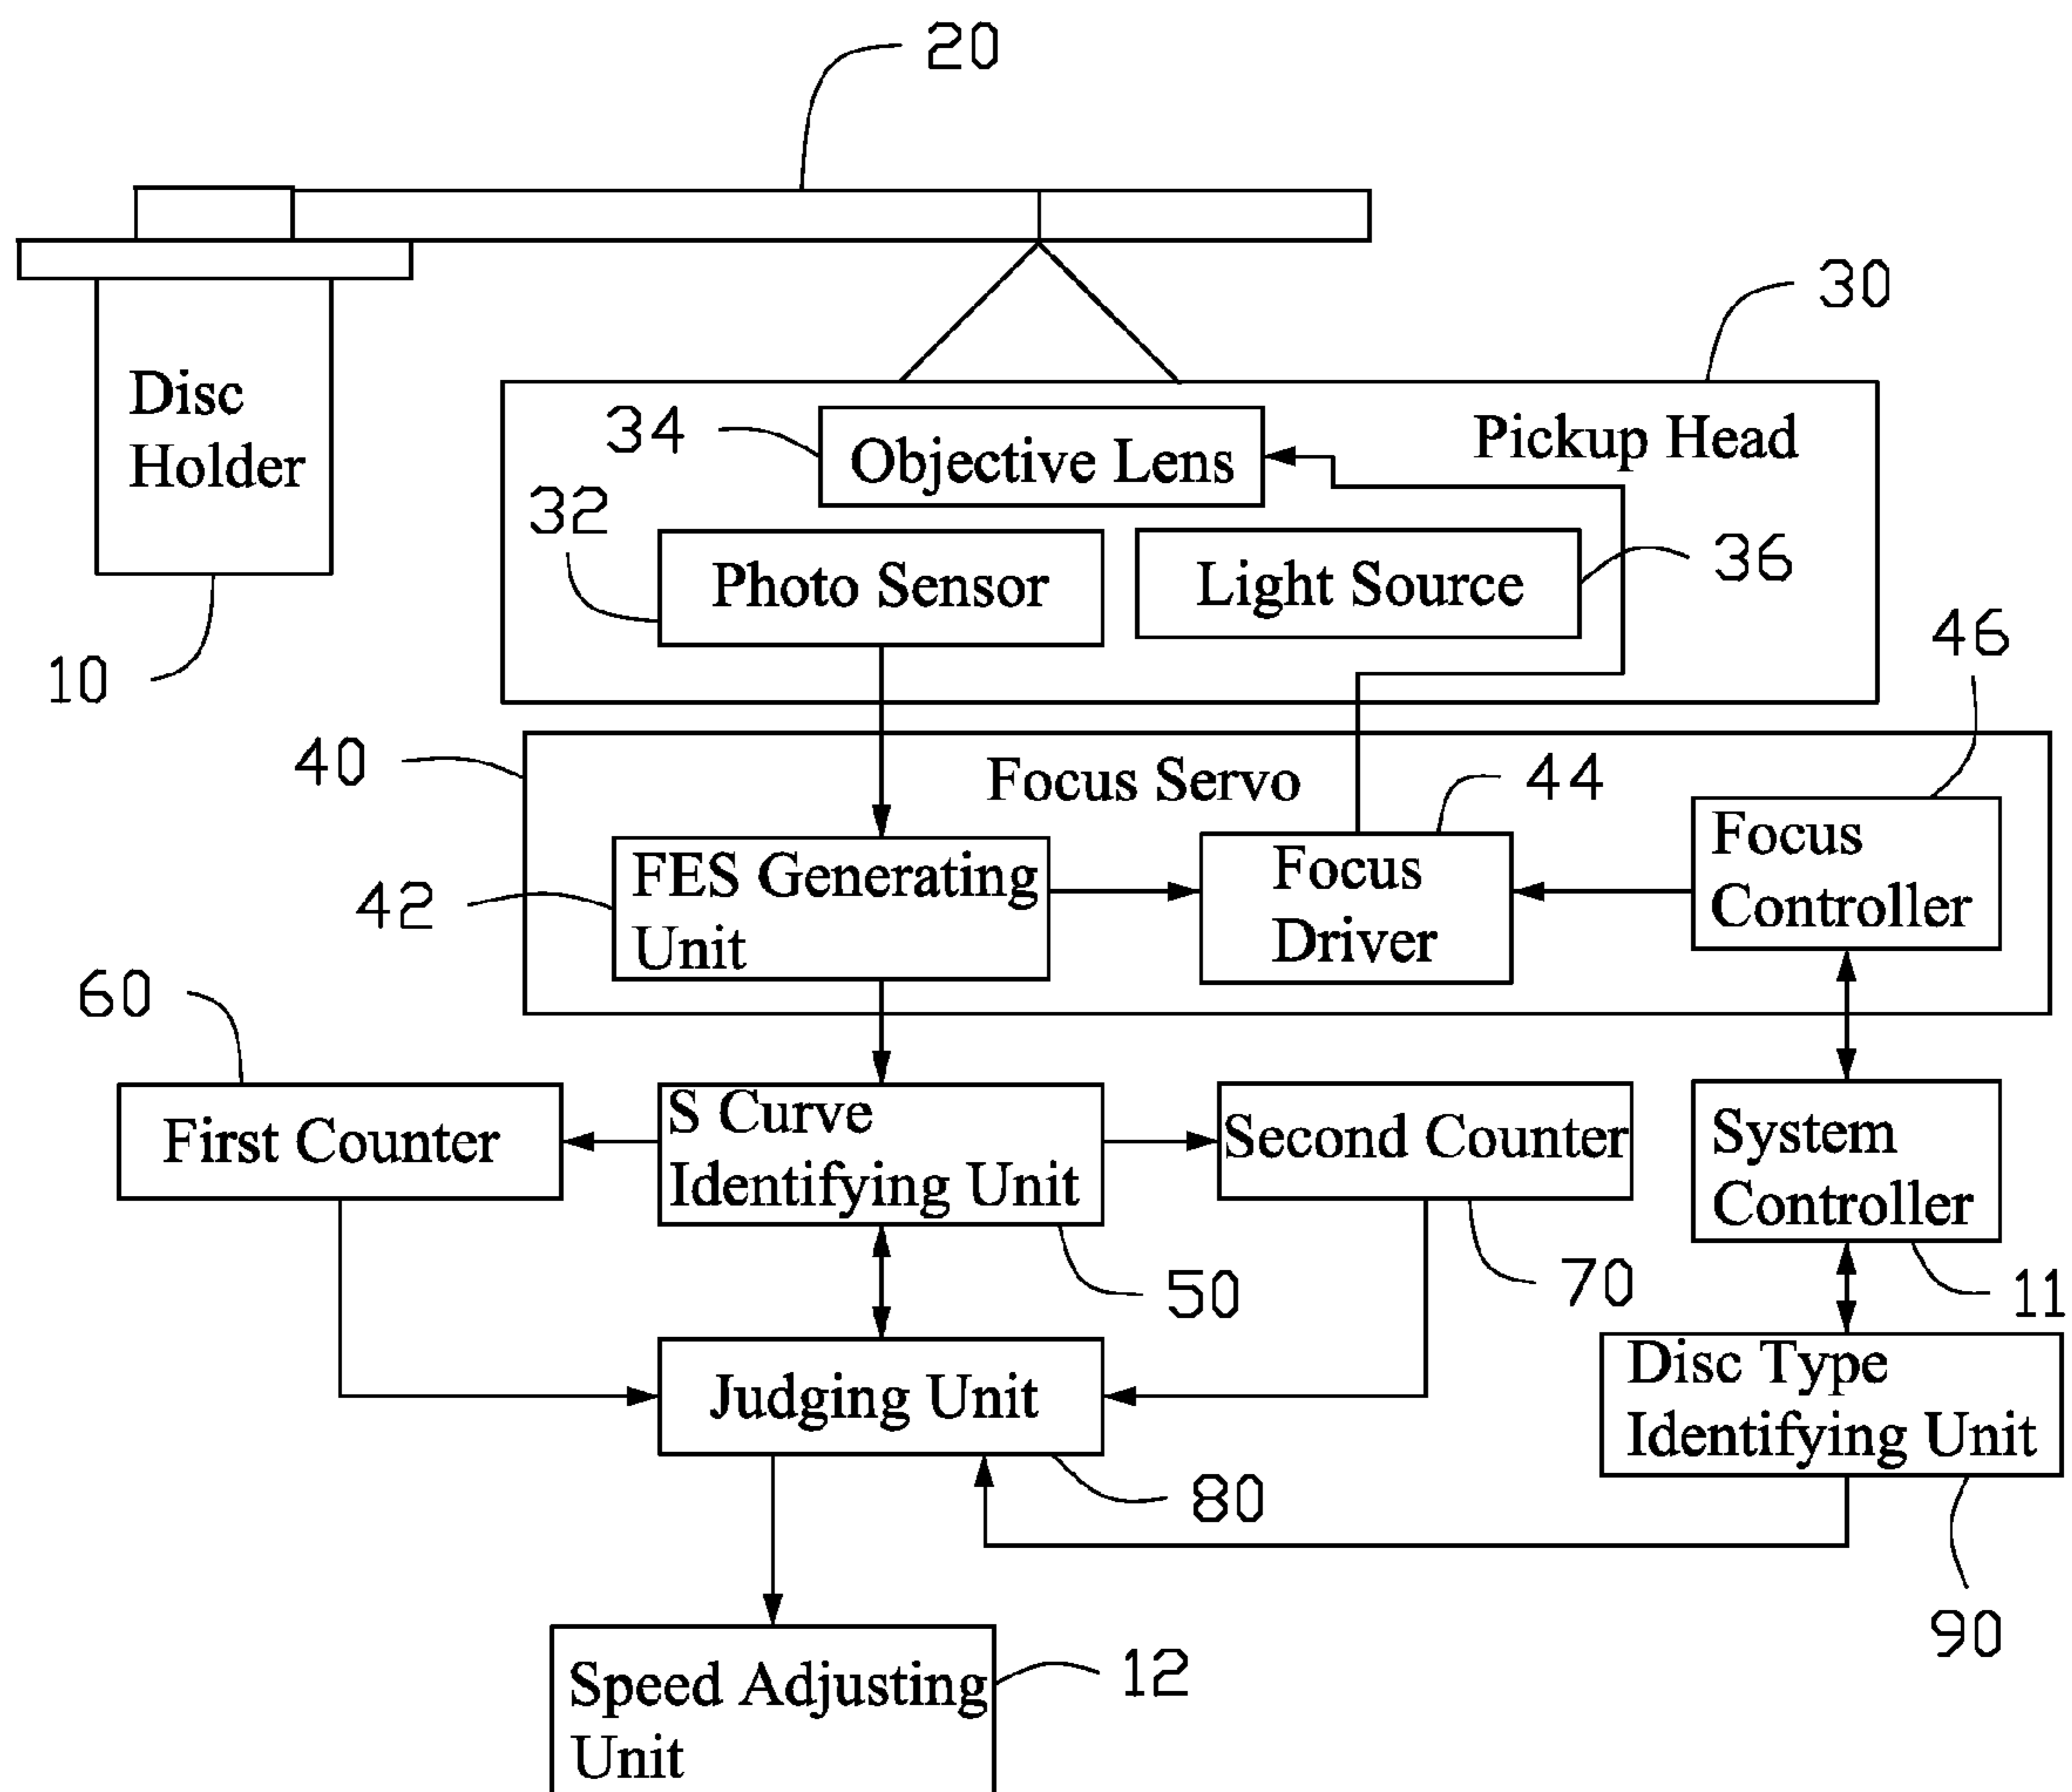 20
30
Disc
Holder
34
Objective Lens
Pickup Head
32
Photo Sensor
Light Source
36
10
46
40
Focus Servo
44
42
FES Generating
Unit
Focus
Driver
Focus
Controller
60
First Counter
S Curve
Identifying Unit
Second Counter
System
Controller
50
70
11
Judging Unit
Disc Type
Identifying Unit
80
90
Speed Adjusting
Unit
12